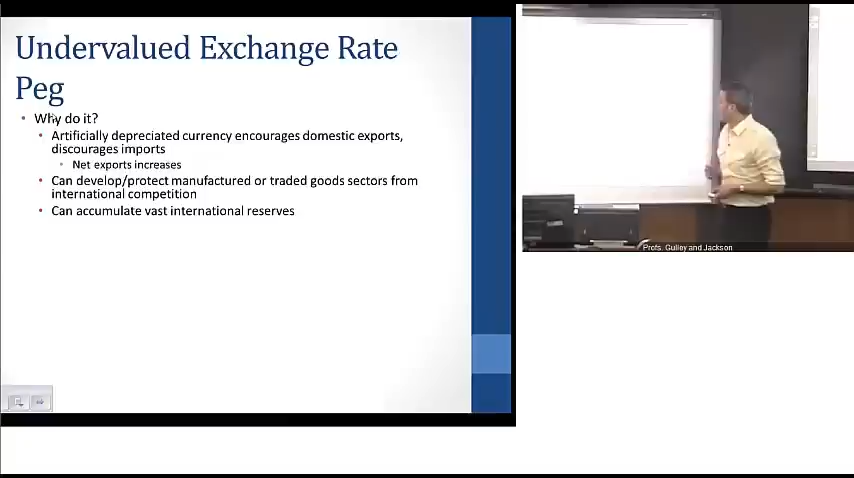 Undervalued Exchange Rate
Peg
• Why do it?
• Artificially depreciated currency encourages domestic exports,
discourages imports
• Net exports increases
• Can develop/protect manufactured or traded goods sectors from
international competition
• Can accumulate vast international reserves
Profs. Gulley and Jackson